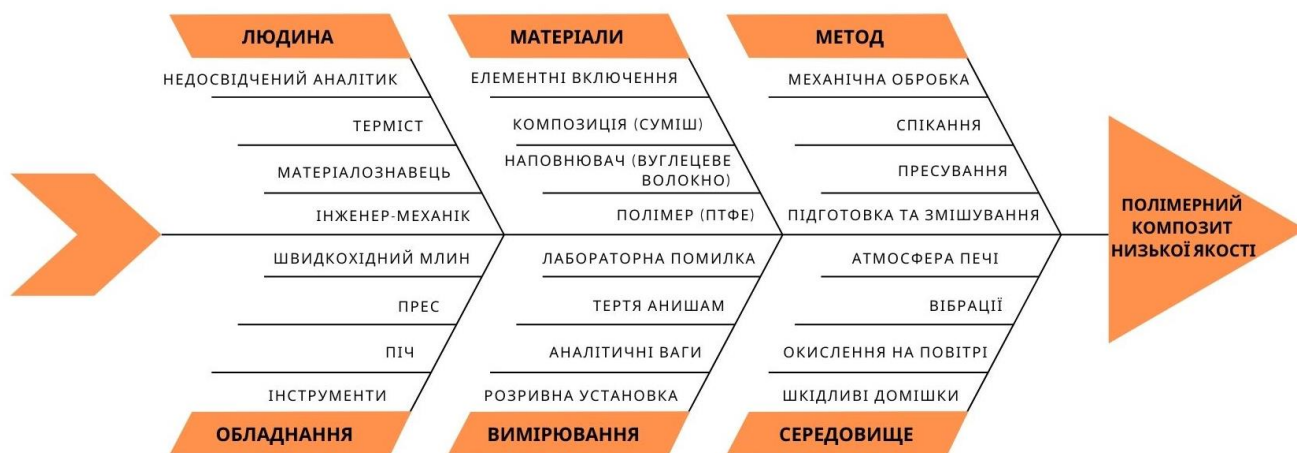 ЛЮДИНА
НЕДОСВІДЧЕНИЙ АНАЛІТИК
ТЕРМІСТ
МАТЕРІАЛОЗНАВЕЦЬ
ІНЖЕНЕР-МЕХАНІК
МАТЕРІАЛИ
ЕЛЕМЕНТНІ ВКЛЮЧЕННЯ
КОМПОЗИЦІЯ (СУМІШ)
НАПОВНЮВАЧ (ВУГЛЕЦЕВЕ
ВОЛОКНО)
ПОЛІМЕР (ПТФЕ)
МЕТОД
МЕХАНІЧНА ОБРОБКА
СПІКАННЯ
ПРЕСУВАННЯ
ПІДГОТОВКА ТА ЗМІШУВАННЯ
ПОЛІМЕРНИЙ
КОМПОЗИТ
НИЗЬКОЇ ЯКОСТІ
ШВИДКОХІДНИЙ МЛИН
ПРЕС
ПІЧ
ІНСТРУМЕНТИ
ОБЛАДНАННЯ
ЛАБОРАТОРНА ПОМИЛКА
ТЕРТЯ АНИШАМ
АНАЛІТИЧНІ ВАГИ
РОЗРИВНА УСТАНОВКА
ВИМІРЮВАННЯ
АТМОСФЕРА ПЕЧІ
ВІБРАЦІЇ
ОКИСЛЕННЯ НА ПОВІТРІ
ШКІДЛИВІ ДОМІШКИ
СЕРЕДОВИЩЕ